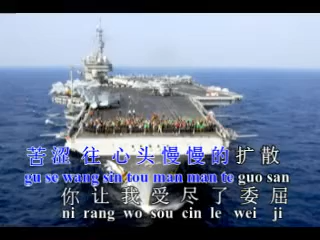 苦涩 往 心头慢慢的 扩散
gu se wang sin tou man man te guo san
你 让 我 受 尽 了 委 屈
ni rang wo sou cin le wei ji